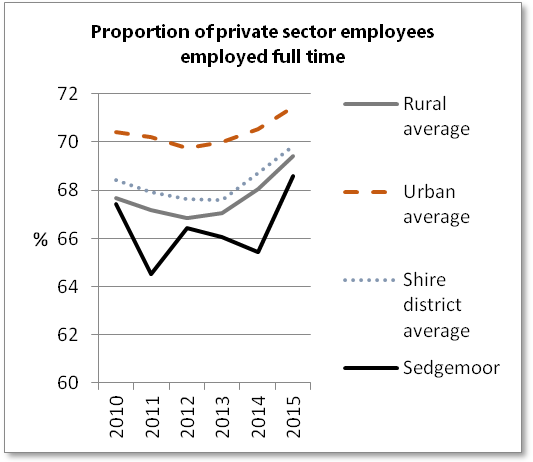 Proportion of private sector employees
employed full time
72
70
68
66
64
62
60
%
2010
2011
2012
2013
2014
2015
Rural
average
Urban
average
Shire
district
average
Sedgemoor